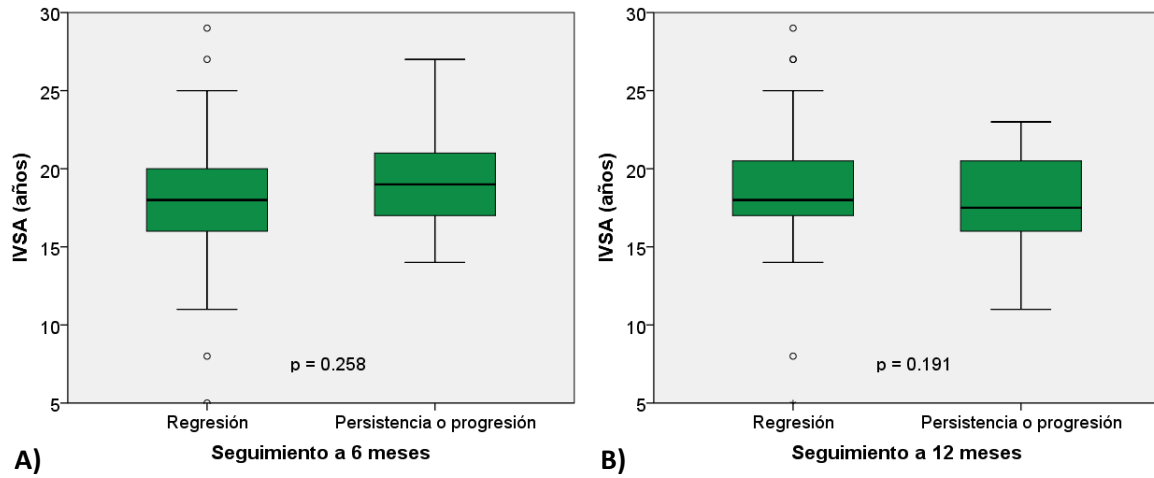 30
25
20
15
10
5
IVSA (años)
p = 0.258
Regresión
Persistencia o progresión
Seguimiento a 6 meses
A)
30
25
20
15
10
5
IVSA (años)
p = 0.191
Regresión
Persistencia o progresión
Seguimiento a 12 meses
B)